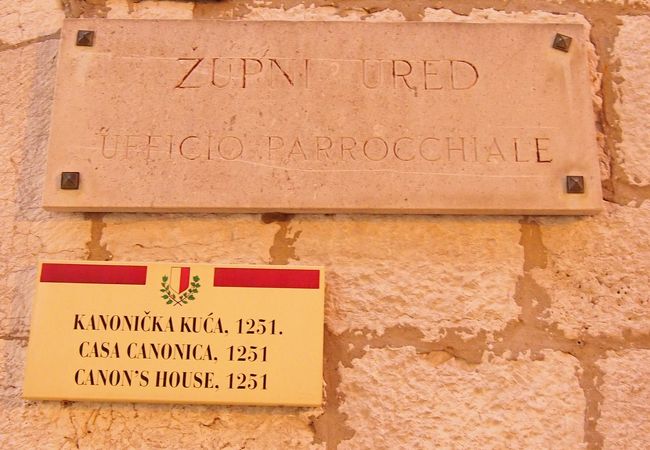 ŽUPNI URED
UFFICIO PARROCCHIALE
KANONIČKA KUĆA, 1251.
CASA CANONICA, 1251
CANON'S HOUSE, 1251